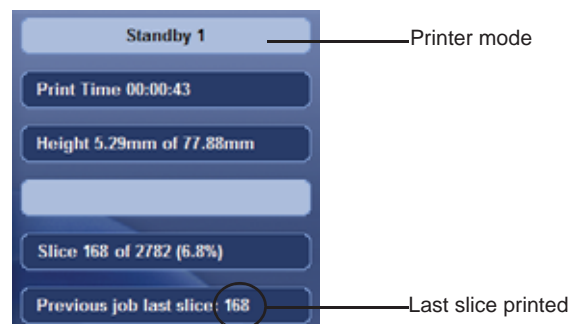 Standby 1
Printer mode
Print Time 00:00:43
Height 5.29mm of 77.88mm
Slice 168 of 2782 (6.8%)
Previous job last slice: 168
Last slice printed